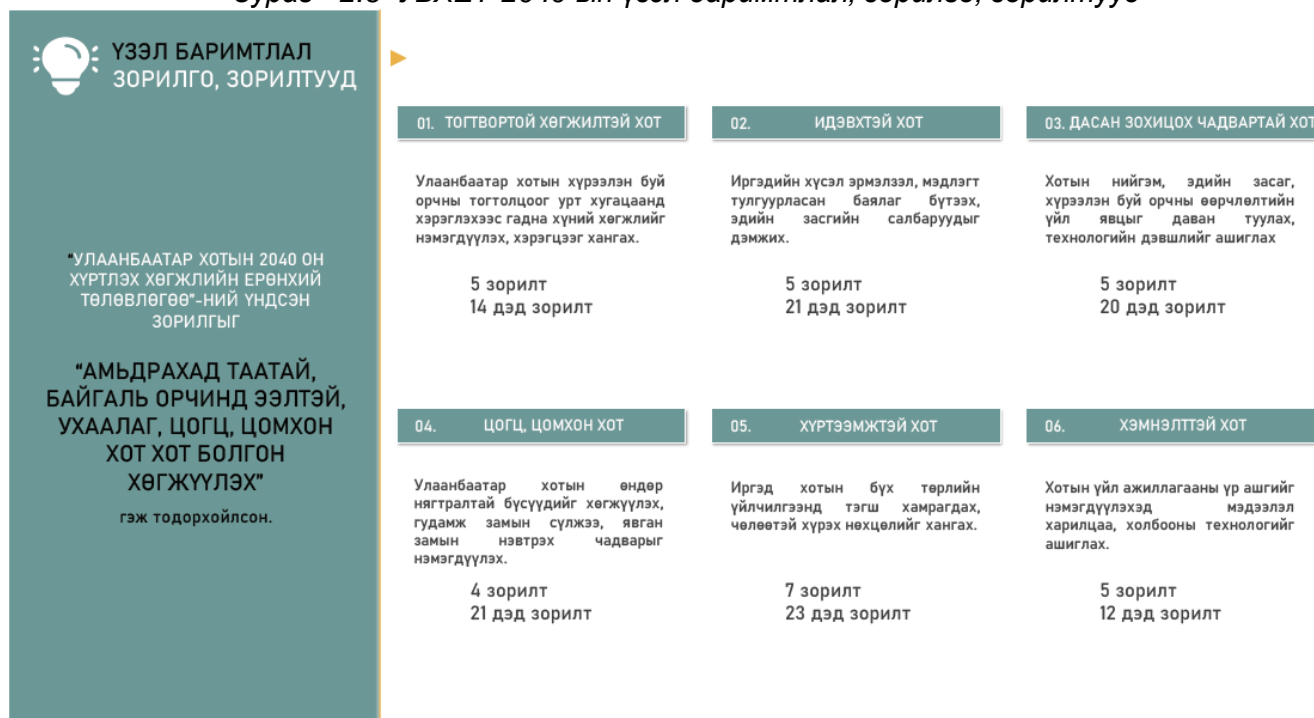 ҮЗЭЛ БАРИМТЛАЛ
ЗОРИЛГО, ЗОРИЛТУУД
"УЛААНБААТАР ХОТЫН 2040 ОН
ХҮРТЛЭХ ХӨГЖЛИЙН ЕРӨНХИЙ
ТӨЛӨВЛӨГӨӨ"-НИЙ ҮНДСЭН
ЗОРИЛГЫГ
"АМЬДРАХАД ТААТАЙ,
БАЙГАЛЬ ОРЧИНД ЭЭЛТЭЙ,
УХААЛАГ, ЦОГЦ, ЦОМХОН
ХОТ ХОТ БОЛГОН
ХӨГЖҮҮЛЭХ"
гэж тодорхойлсон.
01. ТОГТВОРТОЙ ХӨГЖИЛТЭЙ ХОТ
Улаанбаатар хотын хүрээлэн буй
орчны тогтолцоог урт хугацаанд
хэрэглэхээс гадна хүний хөгжлийг
нэмэгдүүлэх, хэрэгцээг хангах.
5 зорилт
14 дэд зорилт
02. ИДЭВХТЭЙ ХОТ
Иргэдийн хүсэл эрмэлзэл, мэдлэгт
тулгуурласан баялаг бүтээх,
эдийн засгийн салбаруудыг
дэмжих.
5 зорилт
21 дэд зорилт
03. ДАСАН ЗОХИЦОХ ЧАДВАРТАЙ ХОТ
Хотын нийгэм, эдийн засаг,
хүрээлэн буй орчны өөрчлөлтийн
үйл явцыг даван туулах,
технологийн дэвшлийг ашиглах
5 зорилт
20 дэд зорилт
04. ЦОГЦ, ЦОМХОН ХОТ
Улаанбаатар хотын өндөр
нягтралтай бүсүүдийг хөгжүүлэх,
гудамж замын сүлжээ, явган
замын нэвтрэх чадварыг
нэмэгдүүлэх.
4 зорилт
21 дэд зорилт
05. ХҮРТЭЭМЖТЭЙ ХОТ
Иргэд хотын бүх төрлийн
үйлчилгээнд тэгш хамрагдах,
чөлөөтэй хүрэх нөхцөлийг хангах.
7 зорилт
23 дэд зорилт
06. ХЭМНЭЛТТЭЙ ХОТ
Хотын үйл ажиллагааны үр ашгийг
нэмэгдүүлэхэд мэдээлэл
харилцаа, холбооны технологийг
ашиглах.
5 зорилт
12 дэд зорилт